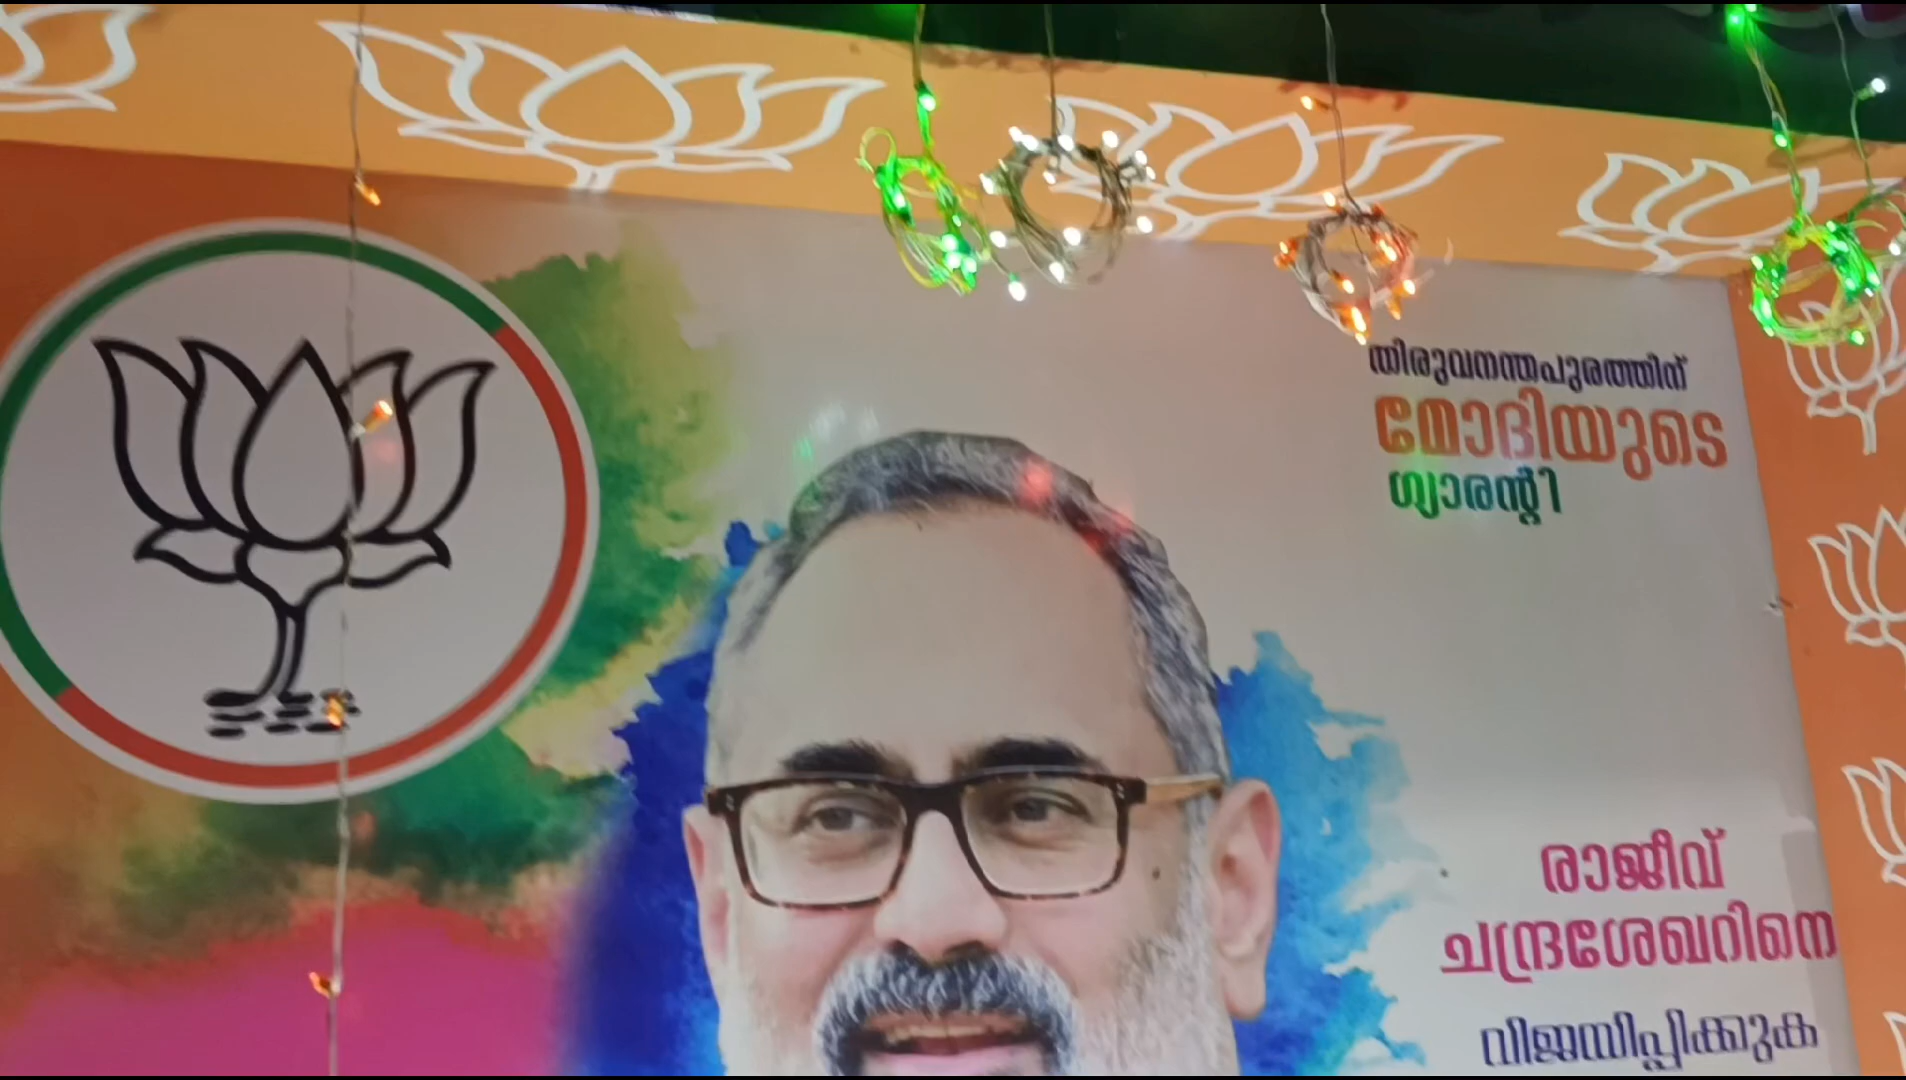 തിരുവനന്തപുരത്തിന്
മോദിയുടെ
ഗ്യാരന്റി
രാജീവ്
ചന്ദ്രശേഖറിനെ
വിജയിപ്പിക്കുക